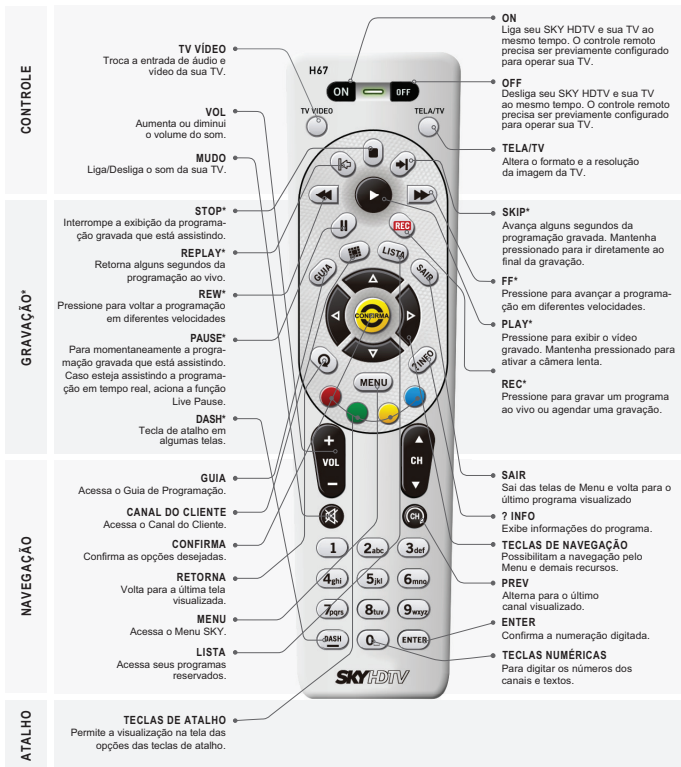 CONTROLE
TV VÍDEO
Troca a entrada de áudio e
vídeo da sua TV.
VOL
Aumenta ou diminui
o volume do som.
MUDO
Liga/Desliga o som da sua TV.
GRAVAÇÃO*
STOP*
Interrompe a exibição da programa-
ção gravada que está assistindo.
REPLAY*
Retorna alguns segundos da
programação ao vivo.
REW*
Pressione para voltar a programação
em diferentes velocidades
PAUSE*
Para momentaneamente a progra-
mação gravada que está assistindo.
Caso esteja assistindo a programa-
ção em tempo real, aciona a função
Live Pause.
DASH*
Tecla de atalho em
algumas telas.
NAVEGAÇÃO
GUIA
Acessa o Guia de Programação.
CANAL DO CLIENTE
Acessa o Canal do Cliente.
CONFIRMA
Confirma as opções desejadas.
RETORNA
Volta para a última tela
visualizada.
MENU
Acessa o Menu SKY.
LISTA
Acessa seus programas
reservados.
ATALHO
TECLAS DE ATALHO
Permite a visualização na tela das
opções das teclas de atalho.
H67
ON
OFF
TV VIDEO
TELA/TV
REC
GUIA
LISTA
SAIR
CONFIRMA
? INFO
MENU
+
VOL
−
CH
CH
1
2abc
3def
4ghi
5jkl
6mno
7pqrs
8tuv
9wxyz
DASH
0_
ENTER
SKY HDTV
ON
Liga seu SKY HDTV e sua TV ao
mesmo tempo. O controle remoto
precisa ser previamente configurado
para operar sua TV.
OFF
Desliga seu SKY HDTV e sua TV
ao mesmo tempo. O controle remoto
precisa ser previamente configurado
para operar sua TV.
TELA/TV
Altera o formato e a resolução
da imagem da TV.
SKIP*
Avança alguns segundos da
programação gravada. Mantenha
pressionado para ir diretamente ao
final da gravação.
FF*
Pressione para avançar a programa-
ção em diferentes velocidades.
PLAY*
Pressione para exibir o vídeo
gravado. Mantenha pressionado para
ativar a câmera lenta.
REC*
Pressione para gravar um programa
ao vivo ou agendar uma gravação.
SAIR
Sai das telas de Menu e volta para o
último programa visualizado
? INFO
Exibe informações do programa.
TECLAS DE NAVEGAÇÃO
Possibilitam a navegação pelo
Menu e demais recursos.
PREV
Alterna para o último
canal visualizado.
ENTER
Confirma a numeração digitada.
TECLAS NUMÉRICAS
Para digitar os números dos
canais e textos.